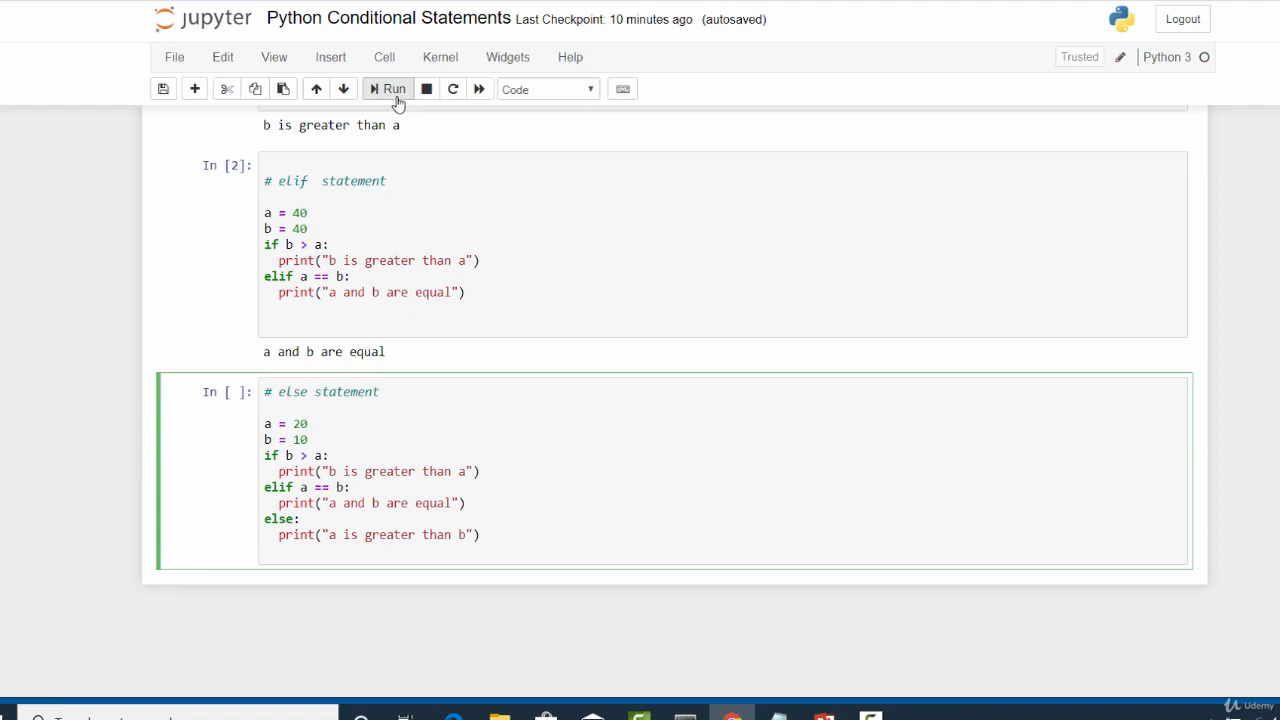 jupyter Python Conditional Statements Last Checkpoint: 10 minutes ago (autosaved) Logout
File Edit View Insert Cell Kernel Widgets Help Trusted Python 3
Run Code
b is greater than a
In [2]:
# elif  statement
a = 40
b = 40
if b > a:
  print("b is greater than a")
elif a == b:
  print("a and b are equal")
a and b are equal
In [ ]: # else statement
a = 20
b = 10
if b > a:
  print("b is greater than a")
elif a == b:
  print("a and b are equal")
else:
  print("a is greater than b")
Udemy